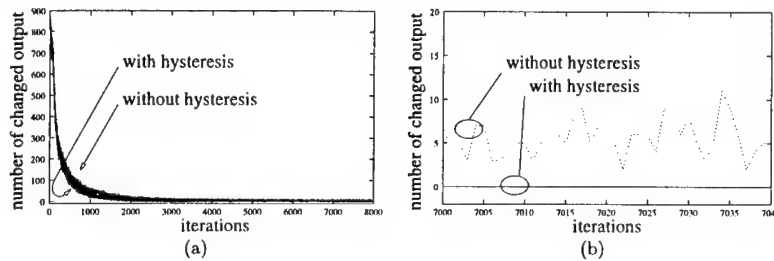 900
800
700
600
500
400
300
200
100
0
number of changed output
with hysteresis
without hysteresis
0 1000 2000 3000 4000 5000 6000 7000 8000
iterations
(a)
20
15
10
5
0
number of changed output
without hysteresis
with hysteresis
7000 7005 7010 7015 7020 7025 7030 7035 704
iterations
(b)